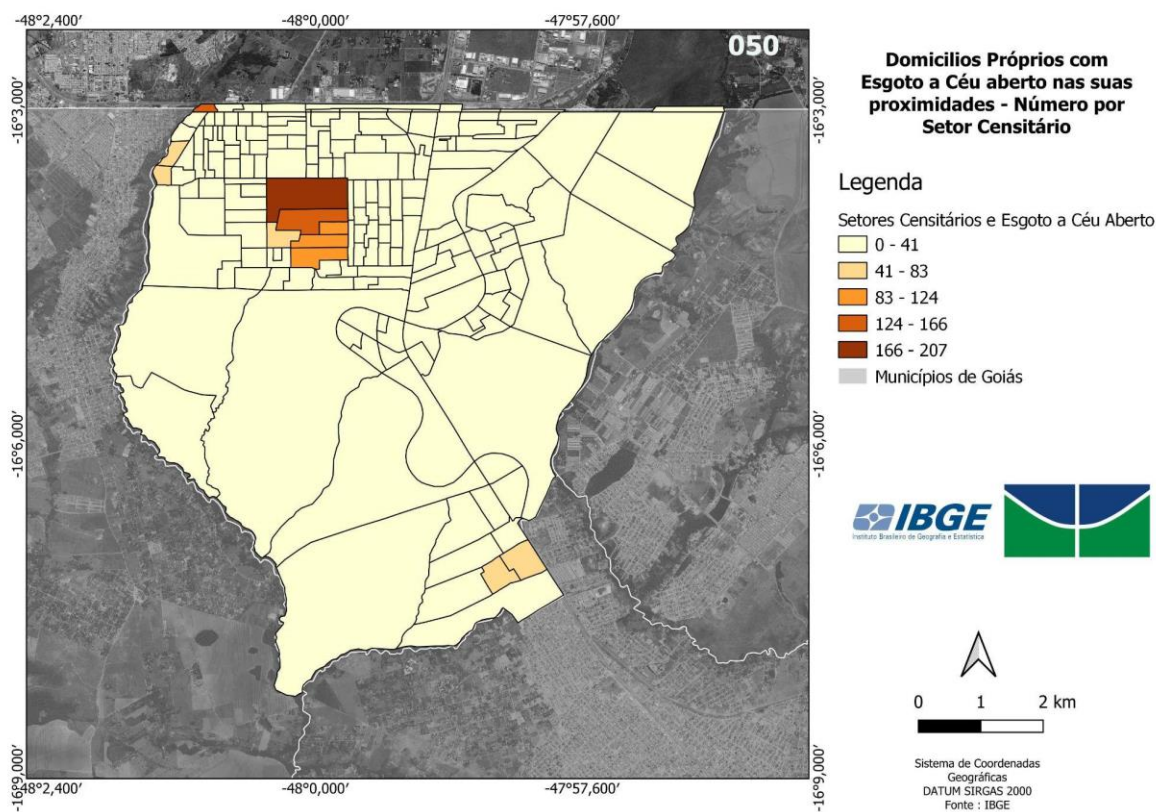 -48°2,400′
-48°0,000′
-47°57,600′
050
-16°3,000′
-16°3,000′
-16°6,000′
-16°6,000′
-16°9,000′
-16°9,000′
-48°2,400′
-48°0,000′
-47°57,600′
Domicilios Próprios com
Esgoto a Céu aberto nas suas
proximidades - Número por
Setor Censitário
Legenda
Setores Censitários e Esgoto a Céu Aberto
0 - 41
41 - 83
83 - 124
124 - 166
166 - 207
Municípios de Goiás
IBGE
Instituto Brasileiro de Geografia e Estatística
0 1 2 km
Sistema de Coordenadas
Geográficas
DATUM SIRGAS 2000
Fonte : IBGE